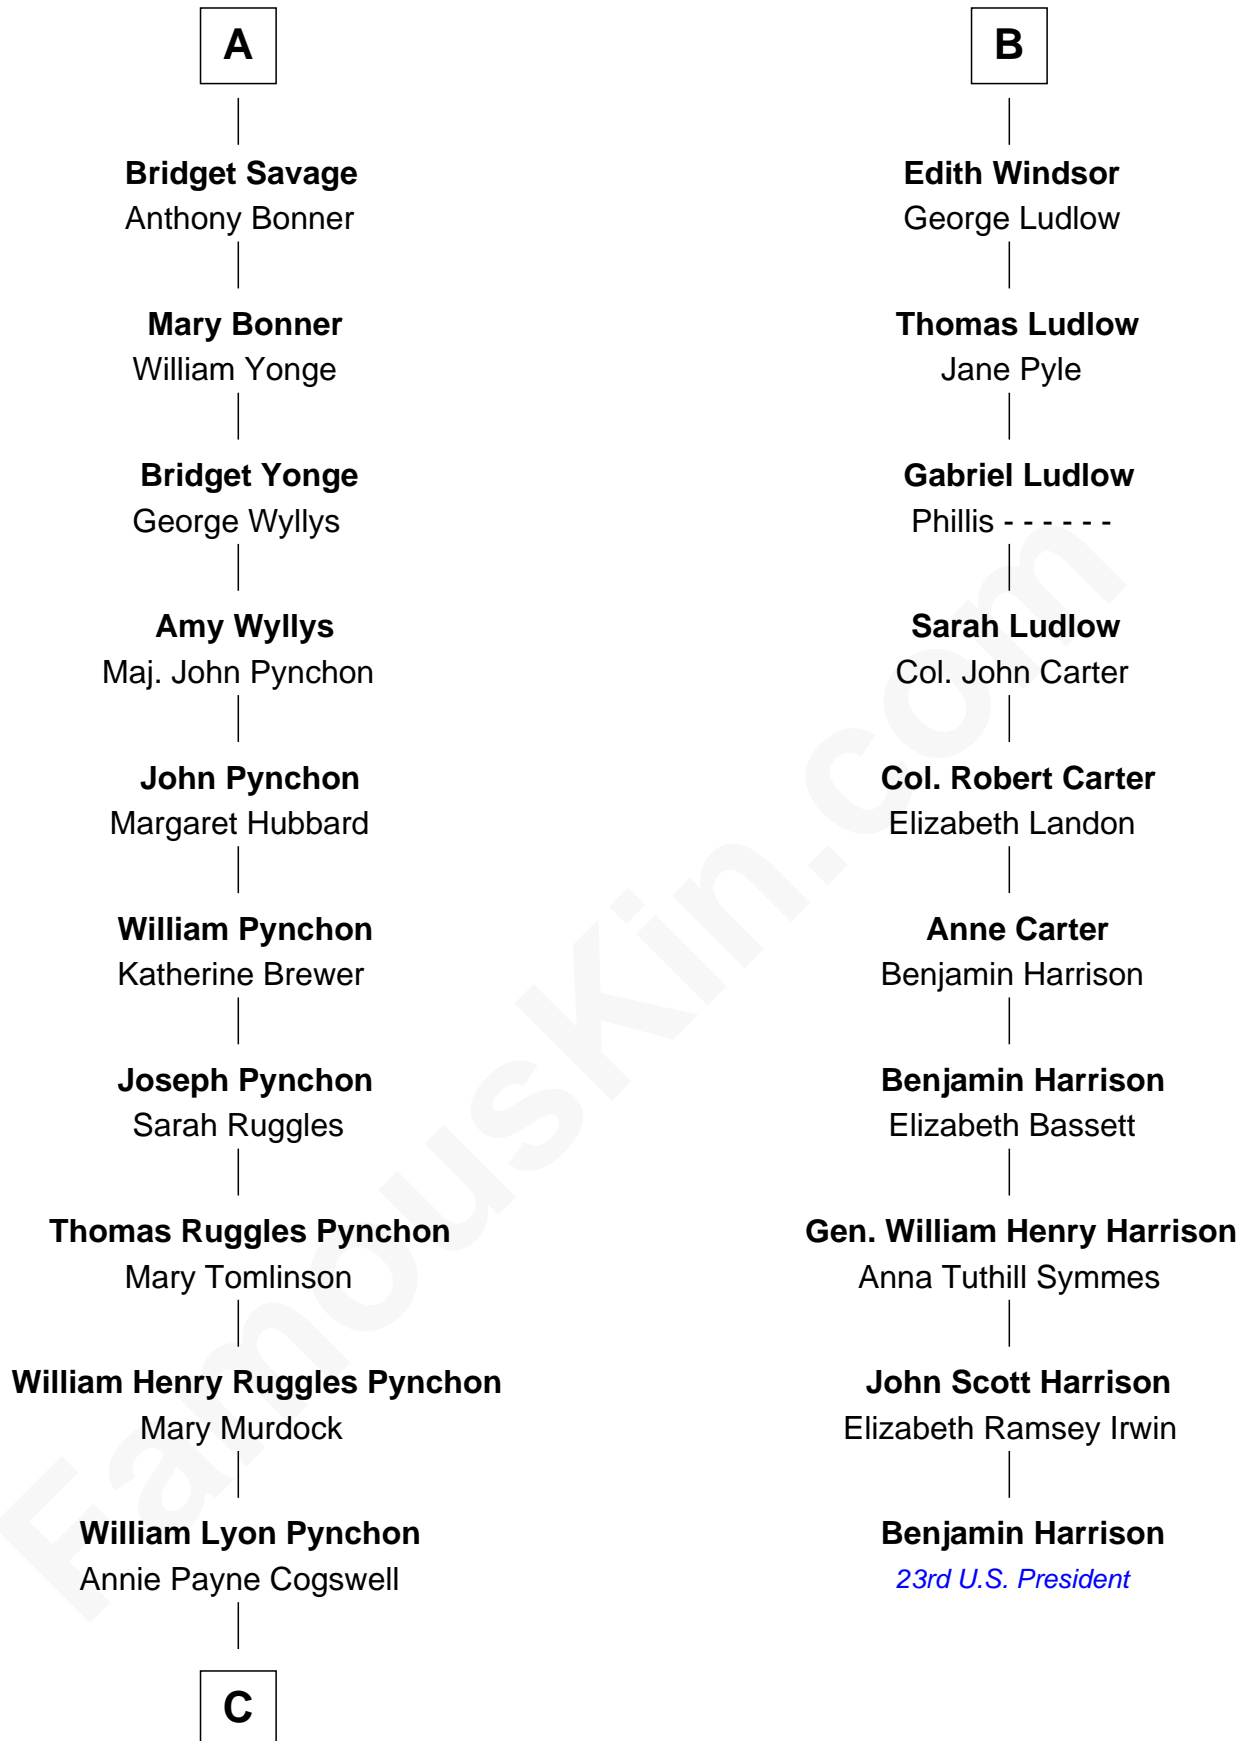 A
Bridget Savage
Anthony Bonner
Mary Bonner
William Yonge
Bridget Yonge
George Wyllys
Amy Wyllys
Maj. John Pynchon
John Pynchon
Margaret Hubbard
William Pynchon
Katherine Brewer
Joseph Pynchon
Sarah Ruggles
Thomas Ruggles Pynchon
Mary Tomlinson
William Henry Ruggles Pynchon
Mary Murdock
William Lyon Pynchon
Annie Payne Cogswell
C
B
Edith Windsor
George Ludlow
Thomas Ludlow
Jane Pyle
Gabriel Ludlow
Phillis - - - - - -
Sarah Ludlow
Col. John Carter
Col. Robert Carter
Elizabeth Landon
Anne Carter
Benjamin Harrison
Benjamin Harrison
Elizabeth Bassett
Gen. William Henry Harrison
Anna Tuthill Symmes
John Scott Harrison
Elizabeth Ramsey Irwin
Benjamin Harrison
23rd U.S. President
FamousKin.com